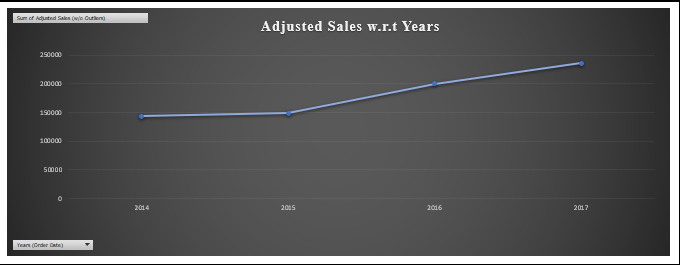 Sum of Adjusted Sales (w/o Outliers)
Adjusted Sales w.r.t Years
250000
200000
150000
100000
50000
0
2014 2015 2016 2017
Years (Order Date)